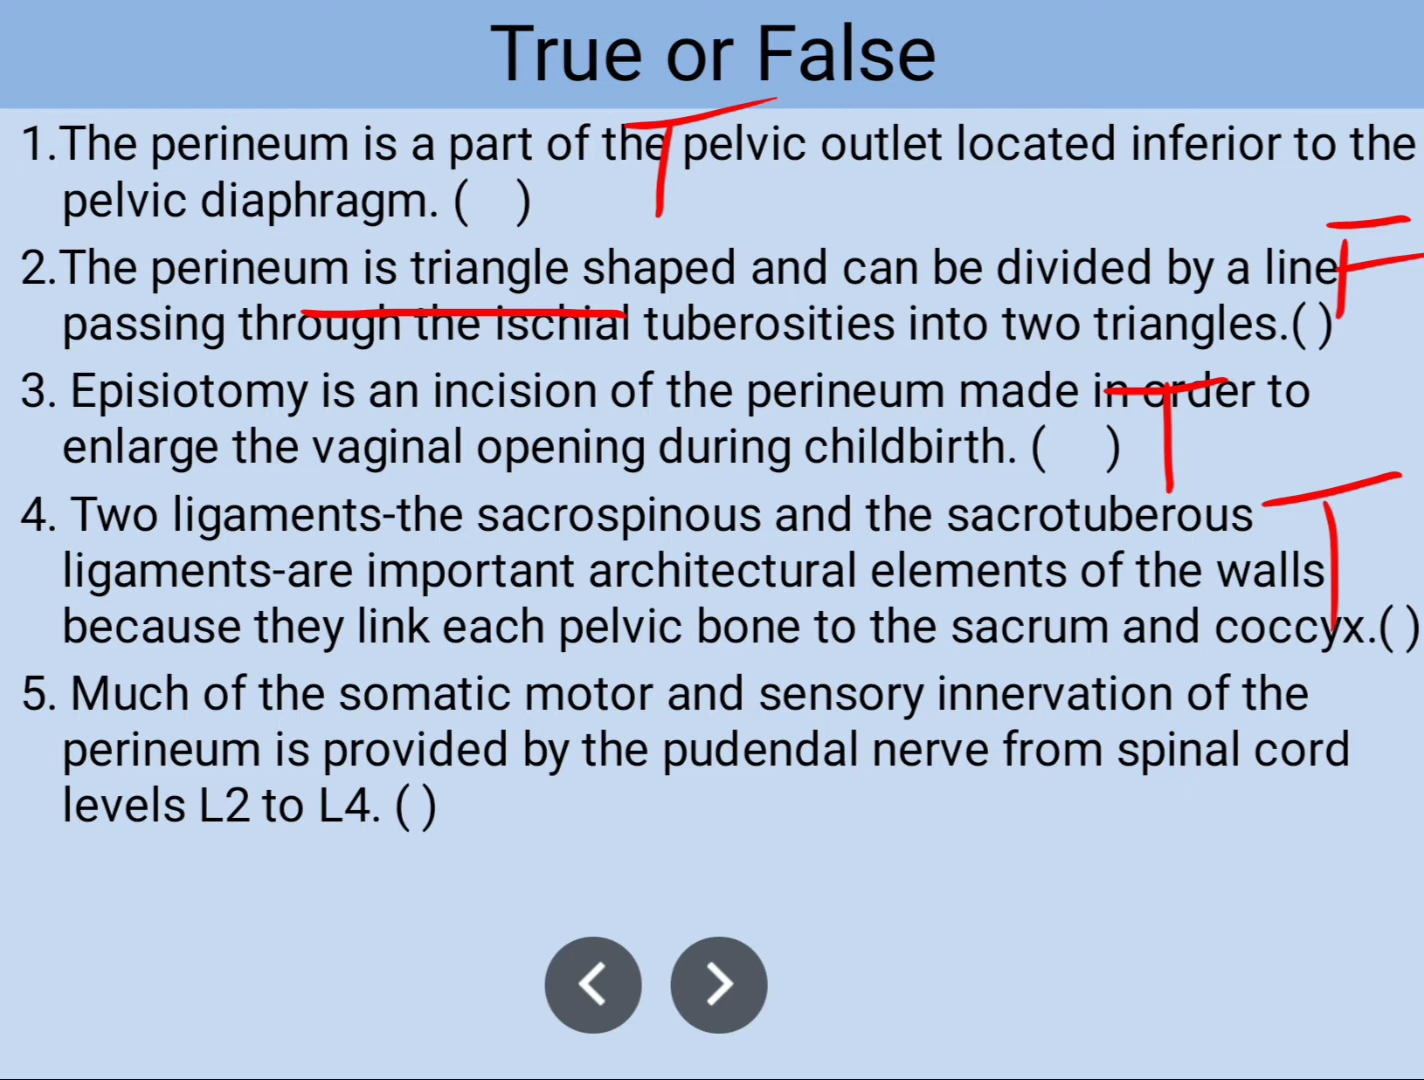 True or False
1.The perineum is a part of the pelvic outlet located inferior to the
T
pelvic diaphragm. ( )
2.The perineum is triangle shaped and can be divided by a line
F
passing through the ischial tuberosities into two triangles.( )
3. Episiotomy is an incision of the perineum made in order to
enlarge the vaginal opening during childbirth. ( )
T
4. Two ligaments-the sacrospinous and the sacrotuberous
T
ligaments-are important architectural elements of the walls
because they link each pelvic bone to the sacrum and coccyx.( )
5. Much of the somatic motor and sensory innervation of the
perineum is provided by the pudendal nerve from spinal cord
levels L2 to L4. ( )